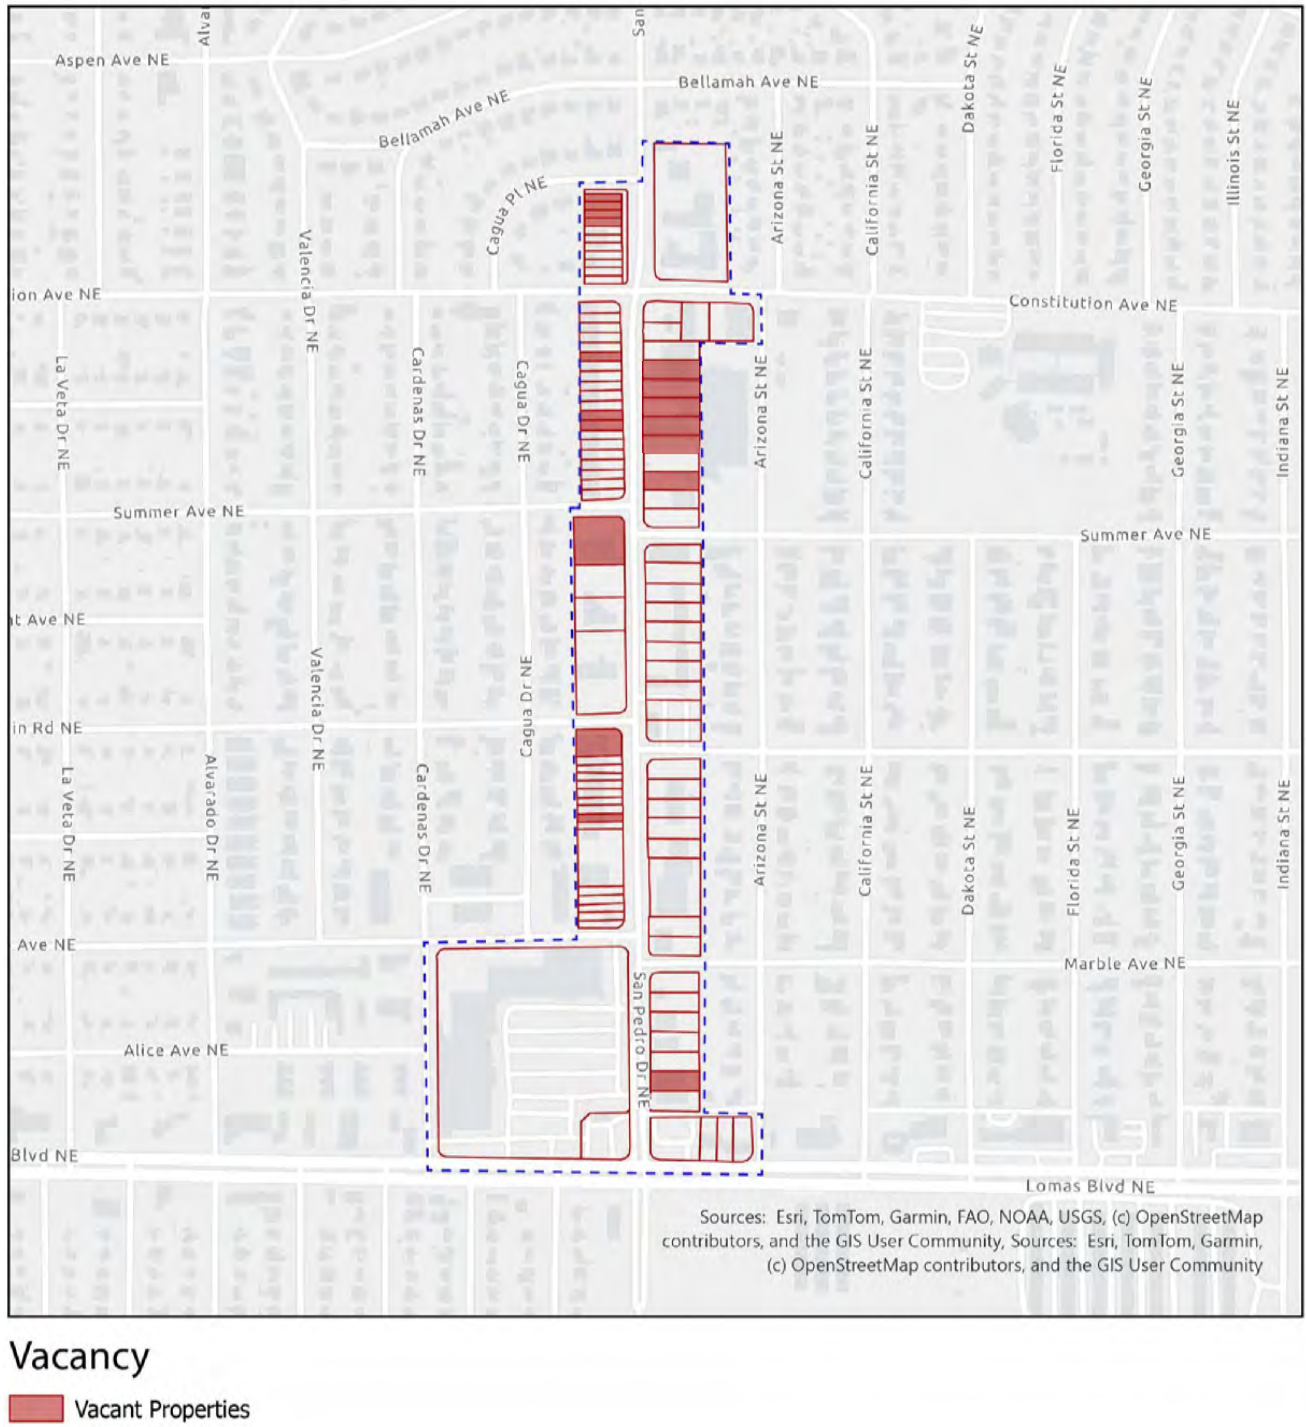 Alvar
San
Aspen Ave NE
Bellamah Ave NE
Bellamah Ave NE
Dakota St NE
Florida St NE
Georgia St NE
Illinois St NE
Arizona St NE
California St NE
Cagua Pl NE
Valencia Dr NE
ion Ave NE
Constitution Ave NE
La Veta Dr NE
Cardenas Dr NE
Cagua Dr NE
Arizona St NE
California St NE
Georgia St NE
Indiana St NE
Summer Ave NE
Summer Ave NE
t Ave NE
Valencia Dr NE
Cagua Dr NE
in Rd NE
La Veta Dr NE
Alvarado Dr NE
Cardenas Dr NE
Arizona St NE
California St NE
Dakota St NE
Florida St NE
Georgia St NE
Indiana St NE
Ave NE
Marble Ave NE
San Pedro Dr NE
Alice Ave NE
Blvd NE
Lomas Blvd NE
Sources: Esri, TomTom, Garmin, FAO, NOAA, USGS, (c) OpenStreetMap
contributors, and the GIS User Community, Sources: Esri, TomTom, Garmin,
(c) OpenStreetMap contributors, and the GIS User Community
Vacancy
Vacant Properties